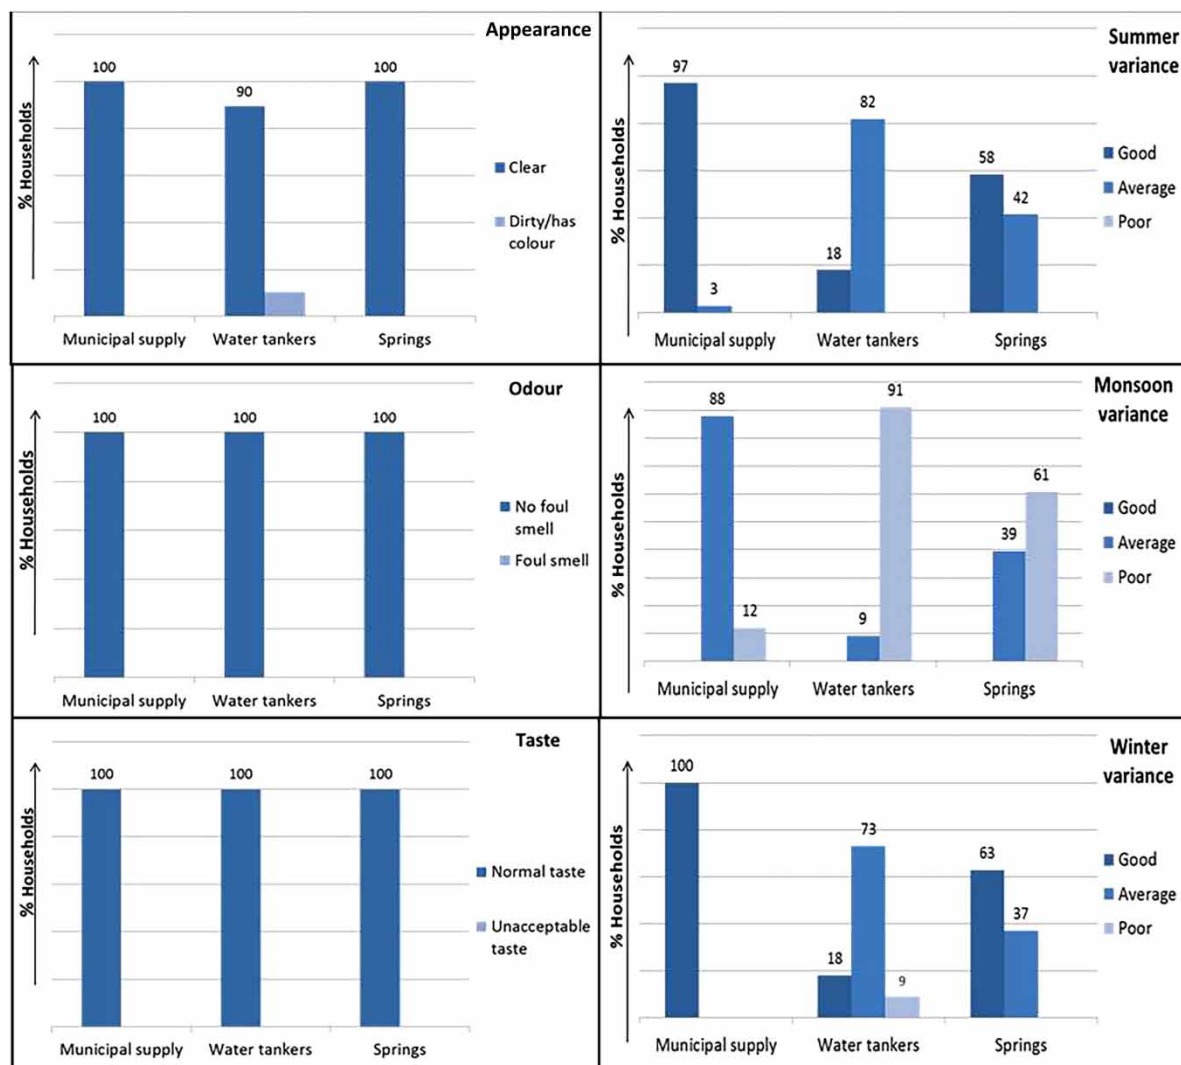 Appearance
% Households
100
90
100
Clear
Dirty/has
colour
Municipal supply
Water tankers
Springs
Summer
variance
% Households
97
3
18
82
58
42
Good
Average
Poor
Municipal supply
Water tankers
Springs
Odour
% Households
100
100
100
No foul
smell
Foul smell
Municipal supply
Water tankers
Springs
Monsoon
variance
% Households
88
12
9
91
39
61
Good
Average
Poor
Municipal supply
Water tankers
Springs
Taste
% Households
100
100
100
Normal taste
Unacceptable
taste
Municipal supply
Water tankers
Springs
Winter
variance
% Households
100
18
73
9
63
37
Good
Average
Poor
Municipal supply
Water tankers
Springs